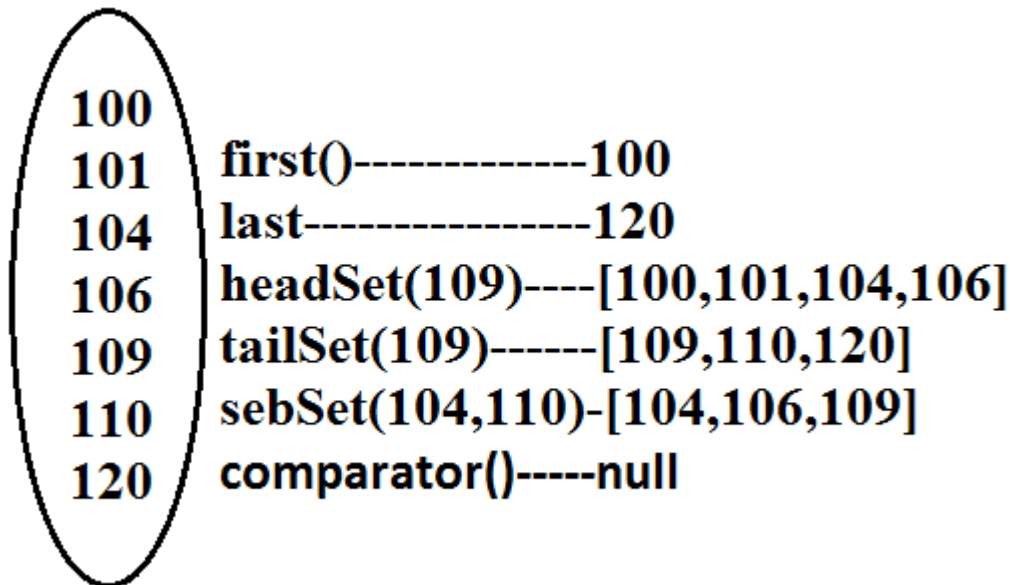 100
101
104
106
109
110
120
first()-------------100
last----------------120
headSet(109)----[100,101,104,106]
tailSet(109)------[109,110,120]
sebSet(104,110)-[104,106,109]
comparator()-----null